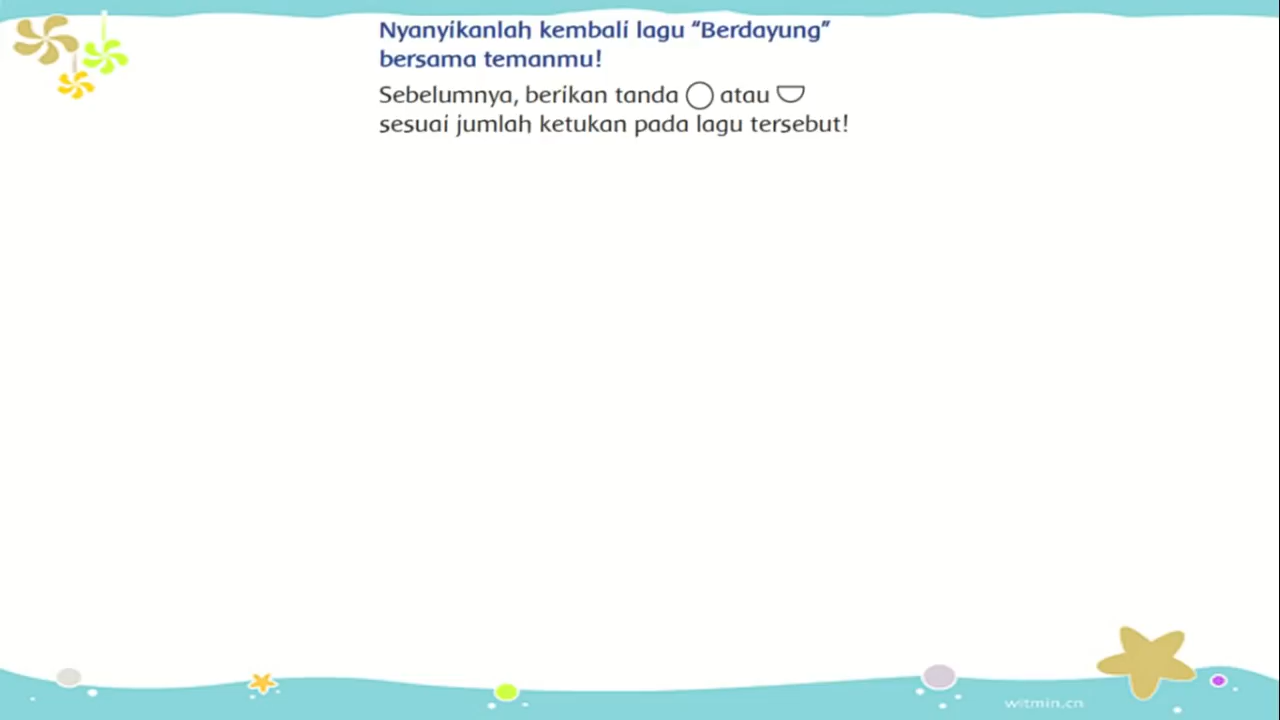 Nyanyikanlah kembali lagu “Berdayung”
bersama temanmu!
Sebelumnya, berikan tanda ◯ atau ◡
sesuai jumlah ketukan pada lagu tersebut!
witmin.cn